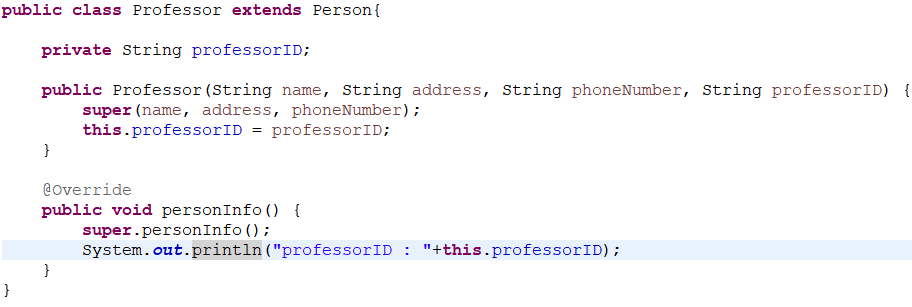 public class Professor extends Person{
private String professorID;
public Professor(String name, String address, String phoneNumber, String professorID) {
super(name, address, phoneNumber);
this.professorID = professorID;
}
@Override
public void personInfo() {
super.personInfo();
System.out.println("professorID : "+this.professorID);
}
}